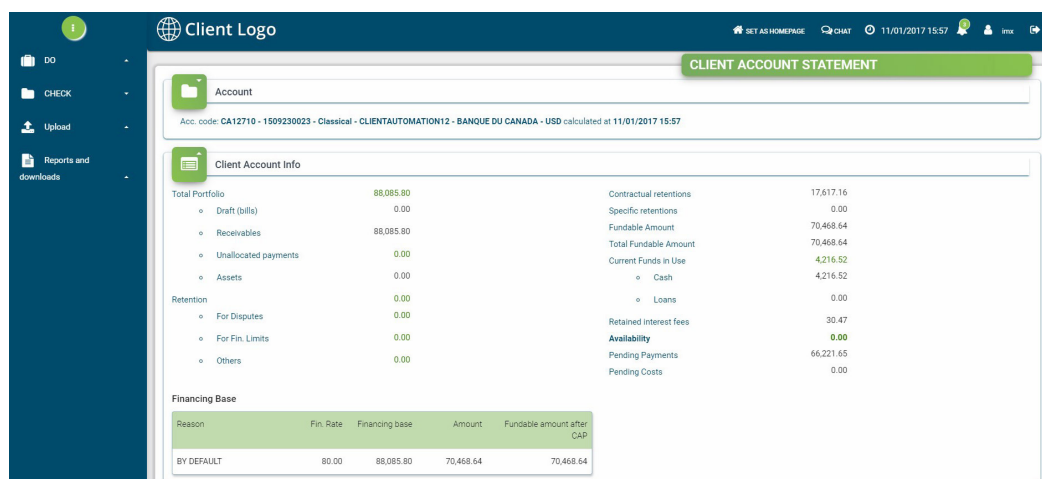 i
Client Logo
SET AS HOMEPAGE CHAT 11/01/2017 15:57 imx
CLIENT ACCOUNT STATEMENT
DO
CHECK
Upload
Reports and
downloads
Account
Acc. code: CA12710 - 1509230023 - Classical - CLIENTAUTOMATION12 - BANQUE DU CANADA - USD calculated at 11/01/2017 15:57
Client Account Info
Total Portfolio 88,085.80
Draft (bills) 0.00
Receivables 88,085.80
Unallocated payments 0.00
Assets 0.00
Retention 0.00
For Disputes 0.00
For Fin. Limits 0.00
Others 0.00
Contractual retentions 17,617.16
Specific retentions 0.00
Fundable Amount 70,468.64
Total Fundable Amount 70,468.64
Current Funds in Use 4,216.52
Cash 4,216.52
Loans 0.00
Retained interest fees 30.47
Availability 0.00
Pending Payments 66,221.65
Pending Costs 0.00
Financing Base
Reason Fin. Rate Financing base Amount Fundable amount after
CAP
BY DEFAULT 80.00 88,085.80 70,468.64 70,468.64